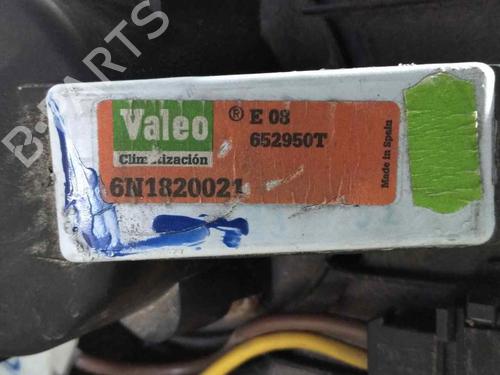 B-PARTS
Valeo
Climatización
® E 08
652950T
6N1820021
Made in Spain